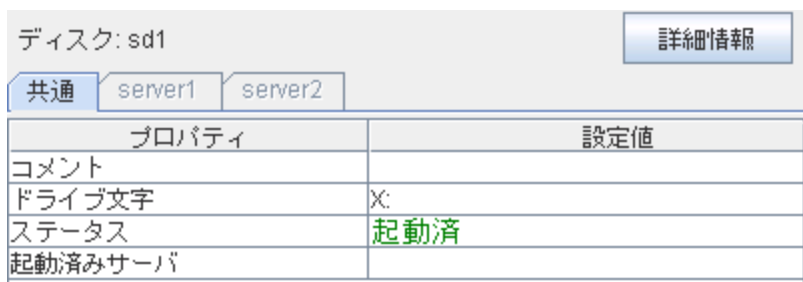 ディスク: sd1 詳細情報
共通 server1 server2
プロパティ 設定値
コメント
ドライブ文字 X:
ステータス 起動済
起動済みサーバ